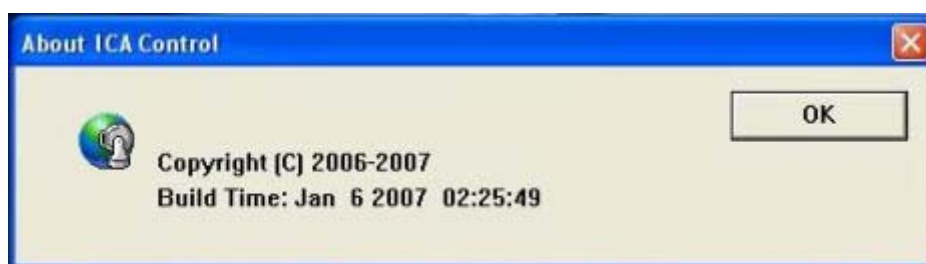 About ICA Control
OK
Copyright (C) 2006-2007
Build Time: Jan  6 2007  02:25:49